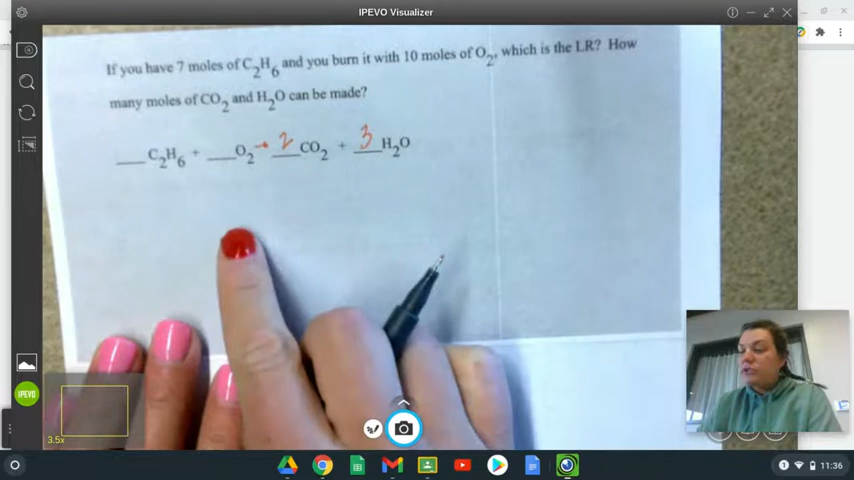 IPEVO Visualizer
If you have 7 moles of C2H6 and you burn it with 10 moles of O2, which is the LR? How
many moles of CO2 and H2O can be made?
___C2H6 + ___O2 → 2 CO2 + 3 H2O
IPEVO
3.5x
1
11:36